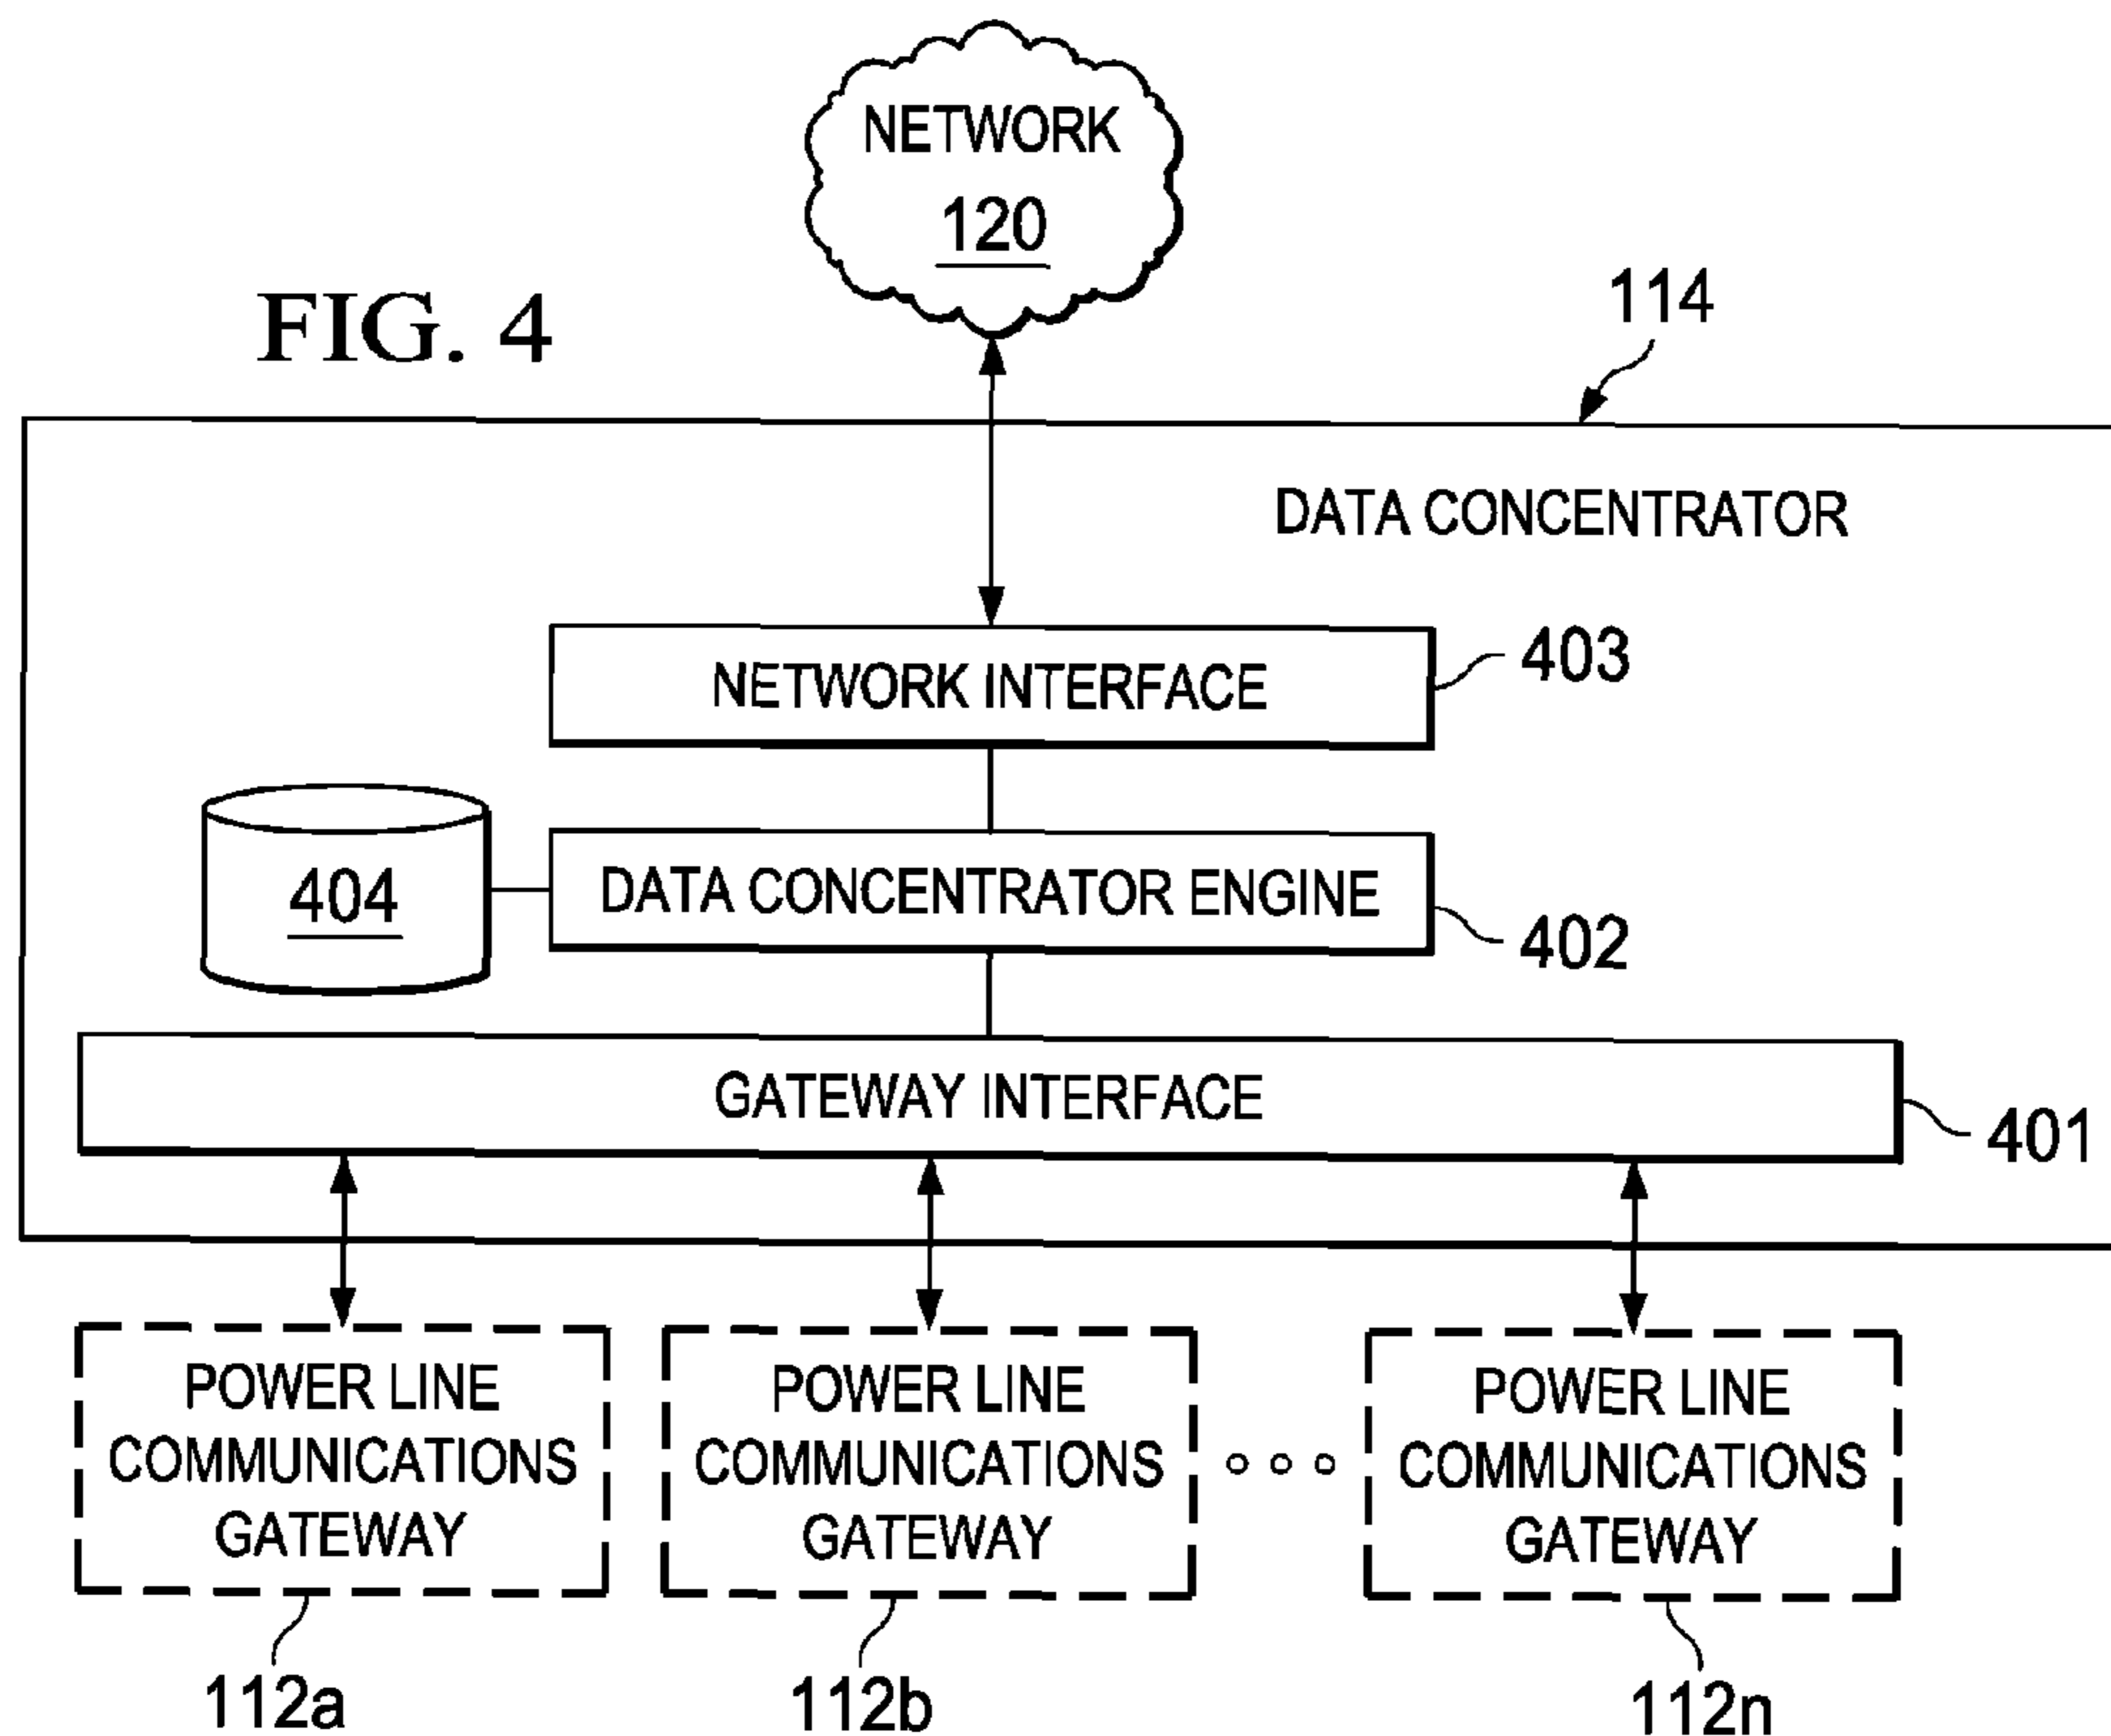 NETWORK
120
FIG. 4
114
DATA CONCENTRATOR
NETWORK INTERFACE
403
404
DATA CONCENTRATOR ENGINE
402
GATEWAY INTERFACE
401
POWER LINE
COMMUNICATIONS
GATEWAY
POWER LINE
COMMUNICATIONS
GATEWAY
POWER LINE
COMMUNICATIONS
GATEWAY
112a
112b
112n